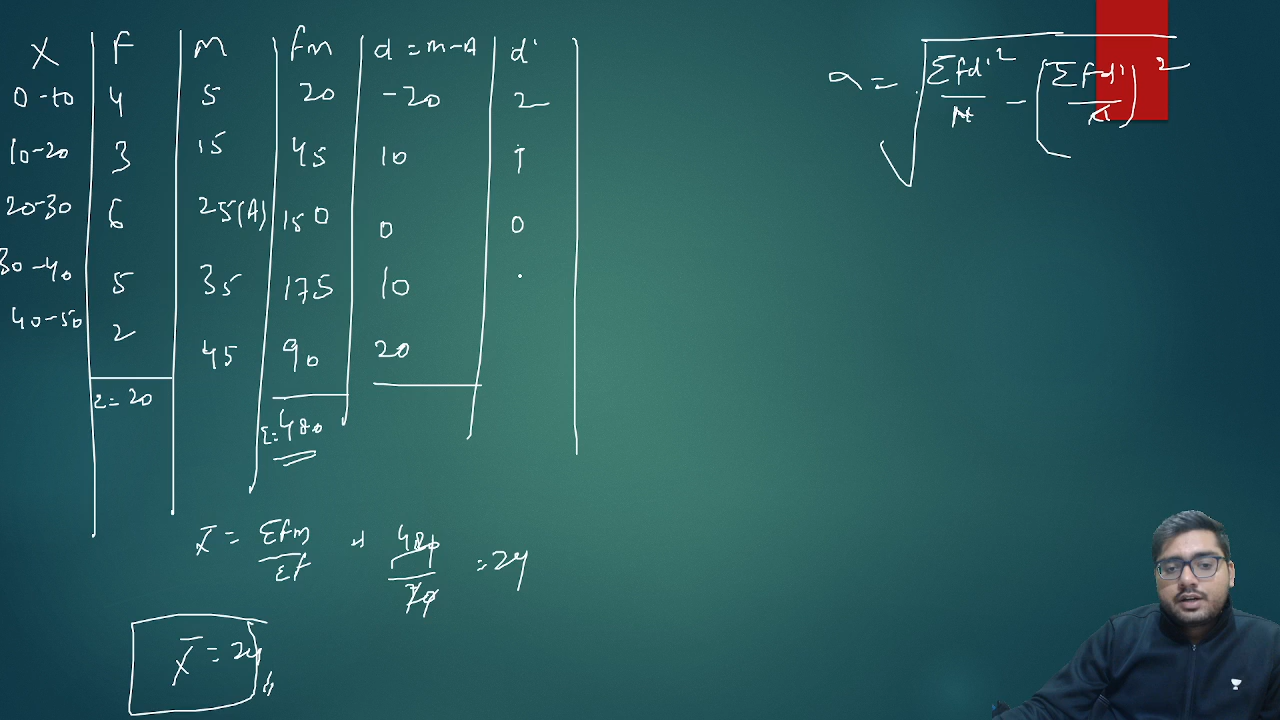 X F M fm d = m-A d'
0-10 4 5 20 -20 2
10-20 3 15 45 10 1
20-30 6 25(A) 150 0 0
30-40 5 35 175 10
40-50 2 45 90 20
Σ=20 Σ=480
σ = √ Σfd'² / N - (Σfd' / N)²
X̄ = Σfm / Σf 480 / 20 = 24
X̄ = 24